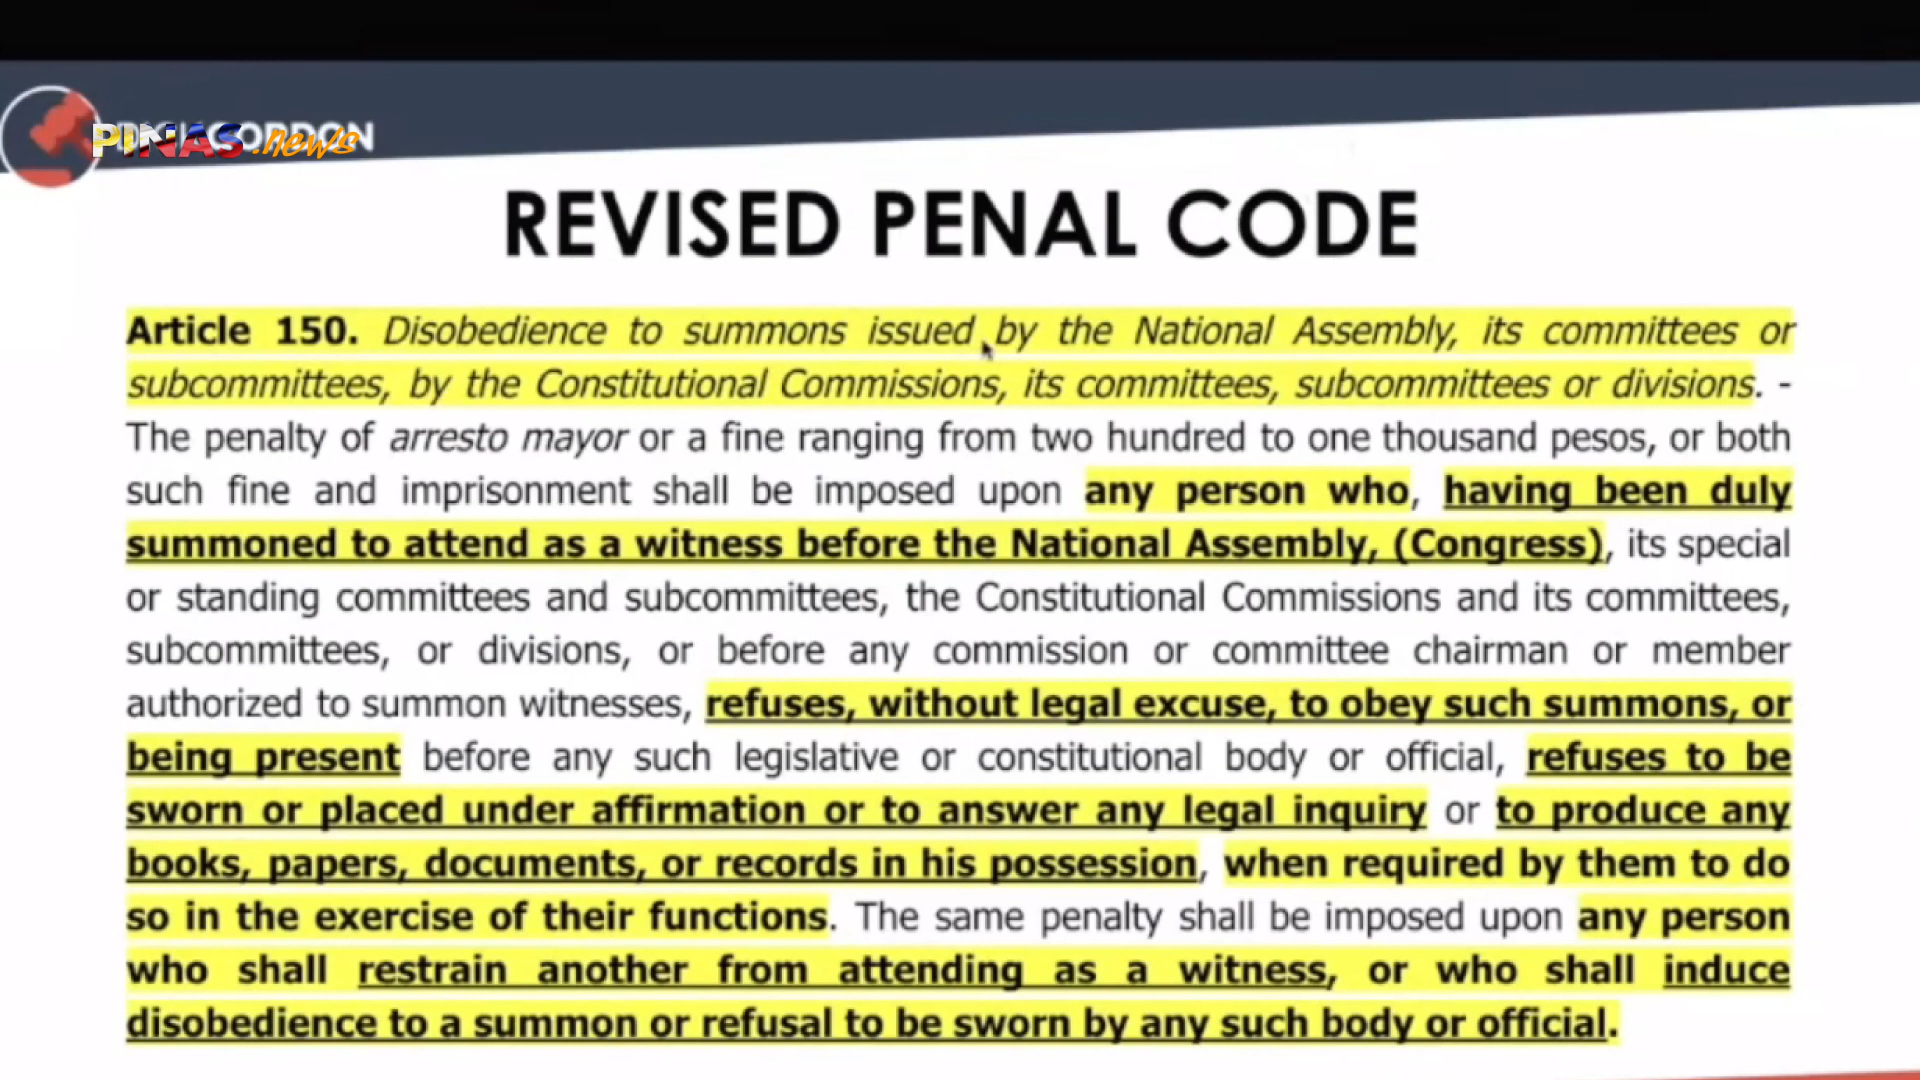 PINAS.news
REVISED PENAL CODE
Article 150. Disobedience to summons issued by the National Assembly, its committees or
subcommittees, by the Constitutional Commissions, its committees, subcommittees or divisions. -
The penalty of arresto mayor or a fine ranging from two hundred to one thousand pesos, or both
such fine and imprisonment shall be imposed upon any person who, having been duly
summoned to attend as a witness before the National Assembly, (Congress), its special
or standing committees and subcommittees, the Constitutional Commissions and its committees,
subcommittees, or divisions, or before any commission or committee chairman or member
authorized to summon witnesses, refuses, without legal excuse, to obey such summons, or
being present before any such legislative or constitutional body or official, refuses to be
sworn or placed under affirmation or to answer any legal inquiry or to produce any
books, papers, documents, or records in his possession, when required by them to do
so in the exercise of their functions. The same penalty shall be imposed upon any person
who shall restrain another from attending as a witness, or who shall induce
disobedience to a summon or refusal to be sworn by any such body or official.